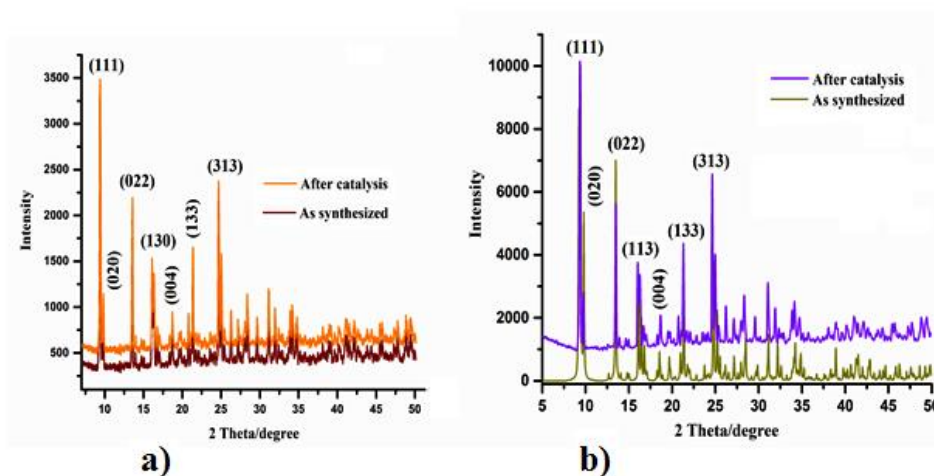 (111)
(020)
(022)
(130)
(004)
(133)
(313)
After catalysis
As synthesized
Intensity
3500
3000
2500
2000
1500
1000
500
10 15 20 25 30 35 40 45 50
2 Theta/degree
a)
(111)
(020)
(022)
(113)
(004)
(133)
(313)
After catalysis
As synthesized
Intensity
10000
8000
6000
4000
2000
0
5 10 15 20 25 30 35 40 45 50
2 Theta/degree
b)